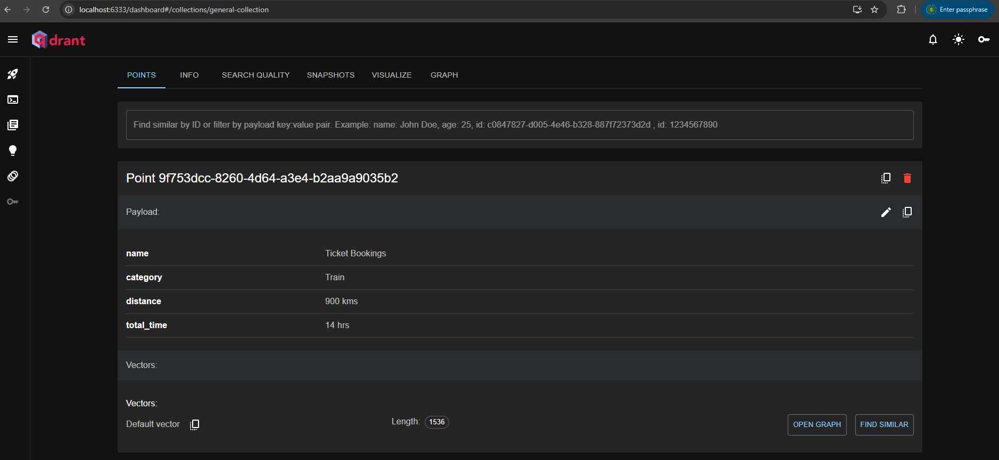 localhost:6333/dashboard#/collections/general-collection
S Enter passphrase
qdrant
POINTS INFO SEARCH QUALITY SNAPSHOTS VISUALIZE GRAPH
Find similar by ID or filter by payload key:value pair. Example: name: John Doe, age: 25, id: c0847827-d005-4e46-b328-887f72373d2d , id: 1234567890
Point 9f753dcc-8260-4d64-a3e4-b2aa9a9035b2
Payload:
name Ticket Bookings
category Train
distance 900 kms
total_time 14 hrs
Vectors:
Vectors:
Default vector Length: 1536 OPEN GRAPH FIND SIMILAR